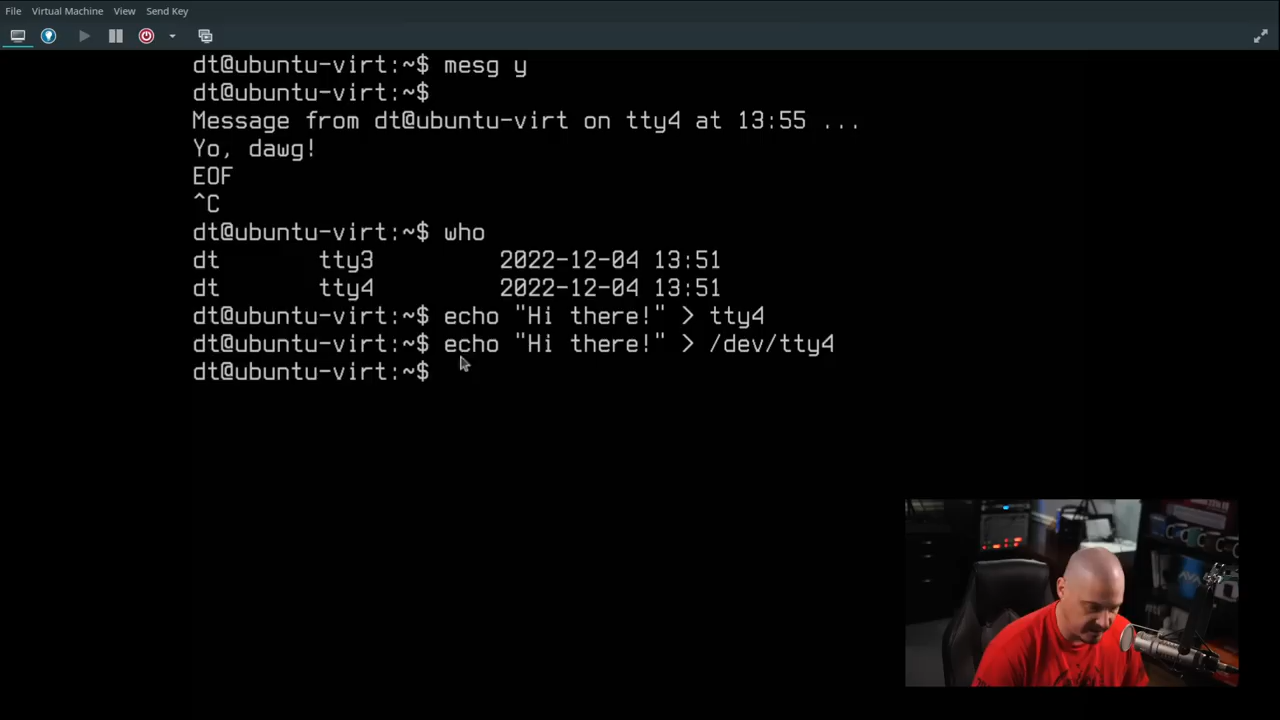 File Virtual Machine View Send Key
dt@ubuntu-virt:~$ mesg y
dt@ubuntu-virt:~$
Message from dt@ubuntu-virt on tty4 at 13:55 ...
Yo, dawg!
EOF
^C
dt@ubuntu-virt:~$ who
dt tty3 2022-12-04 13:51
dt tty4 2022-12-04 13:51
dt@ubuntu-virt:~$ echo "Hi there!" > tty4
dt@ubuntu-virt:~$ echo "Hi there!" > /dev/tty4
dt@ubuntu-virt:~$